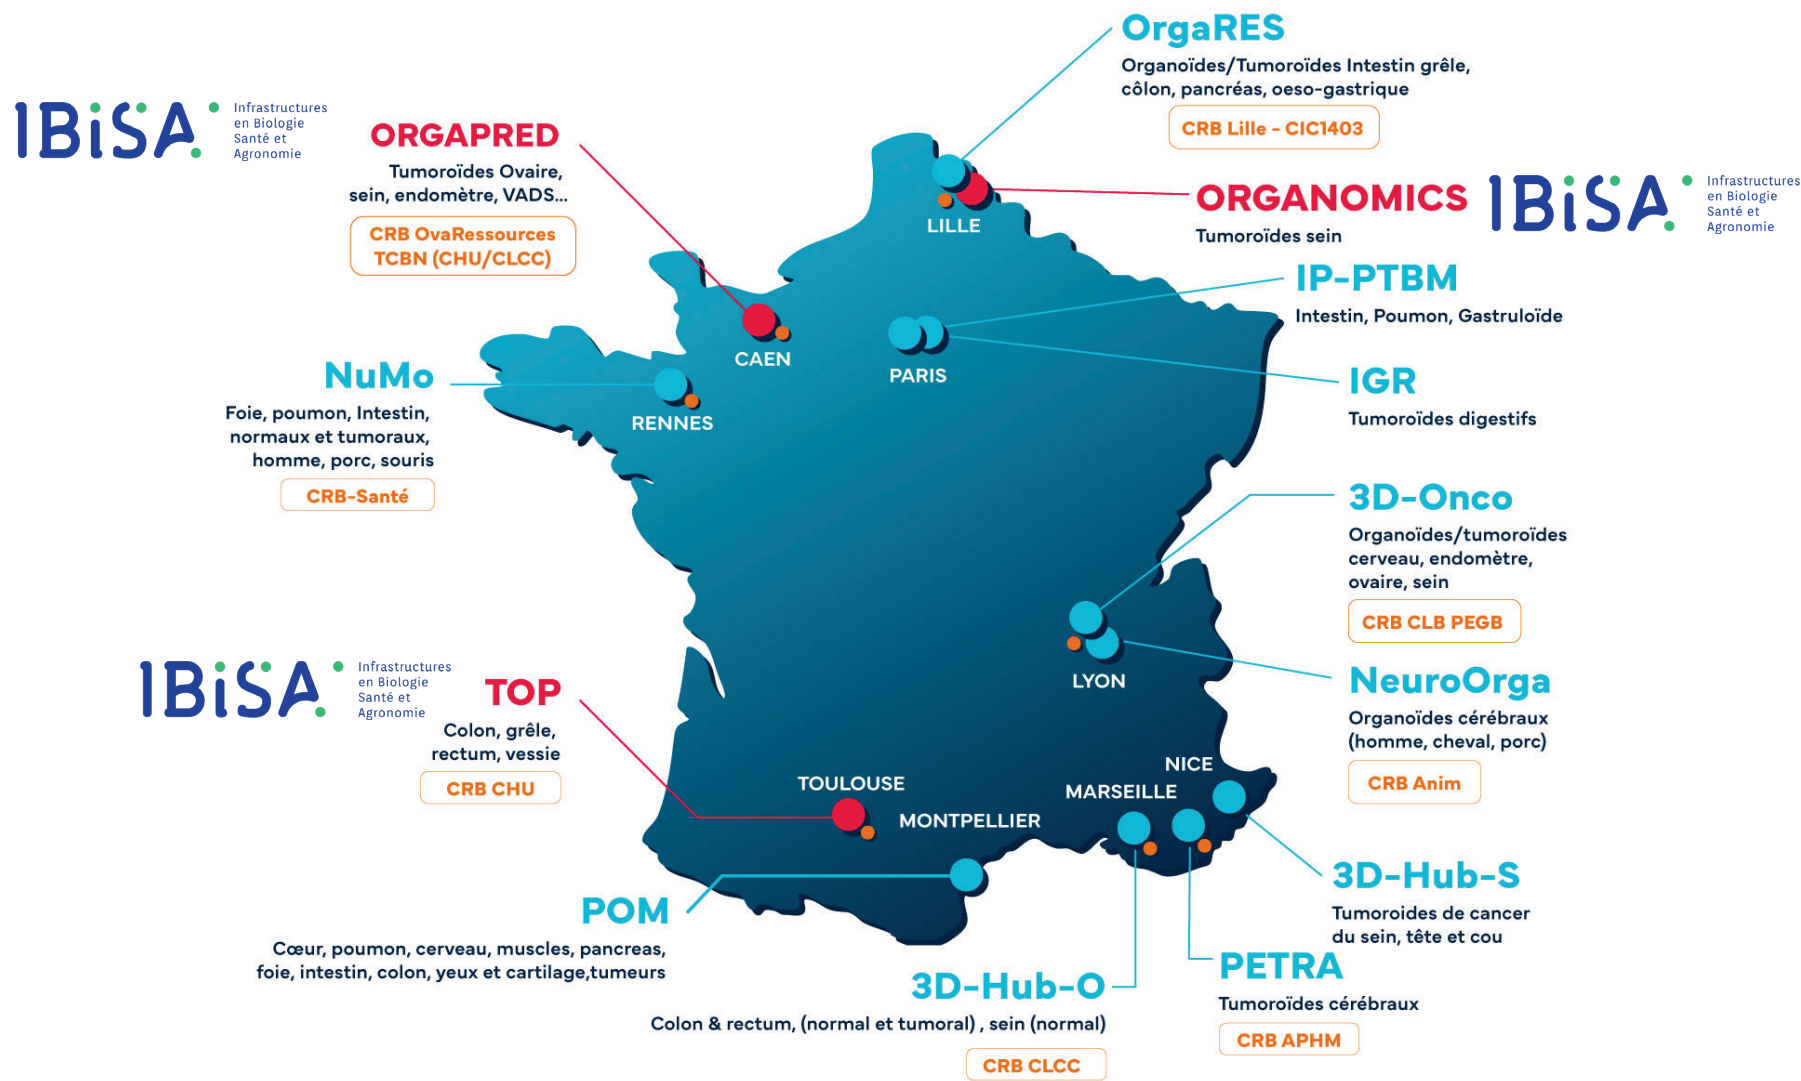 OrgaRES
Organoïdes/Tumoroïdes Intestin grêle,
côlon, pancréas, oeso-gastrique
CRB Lille - CIC1403
IBiSA
Infrastructures
en Biologie
Santé et
Agronomie
ORGAPRED
Tumoroïdes Ovaire,
sein, endomètre, VADS...
CRB OvaRessources
TCBN (CHU/CLCC)
ORGANOMICS
Tumoroïdes sein
IBiSA
Infrastructures
en Biologie
Santé et
Agronomie
LILLE
IP-PTBM
Intestin, Poumon, Gastruloïde
CAEN
PARIS
NuMo
Foie, poumon, Intestin,
normaux et tumoraux,
homme, porc, souris
CRB-Santé
RENNES
IGR
Tumoroïdes digestifs
3D-Onco
Organoïdes/tumoroïdes
cerveau, endomètre,
ovaire, sein
CRB CLB PEGB
LYON
NeuroOrga
Organoïdes cérébraux
(homme, cheval, porc)
CRB Anim
IBiSA
Infrastructures
en Biologie
Santé et
Agronomie
TOP
Colon, grêle,
rectum, vessie
CRB CHU
TOULOUSE
MONTPELLIER
MARSEILLE
NICE
3D-Hub-S
Tumoroides de cancer
du sein, tête et cou
POM
Cœur, poumon, cerveau, muscles, pancreas,
foie, intestin, colon, yeux et cartilage,tumeurs
PETRA
Tumoroïdes cérébraux
CRB APHM
3D-Hub-O
Colon & rectum, (normal et tumoral) , sein (normal)
CRB CLCC